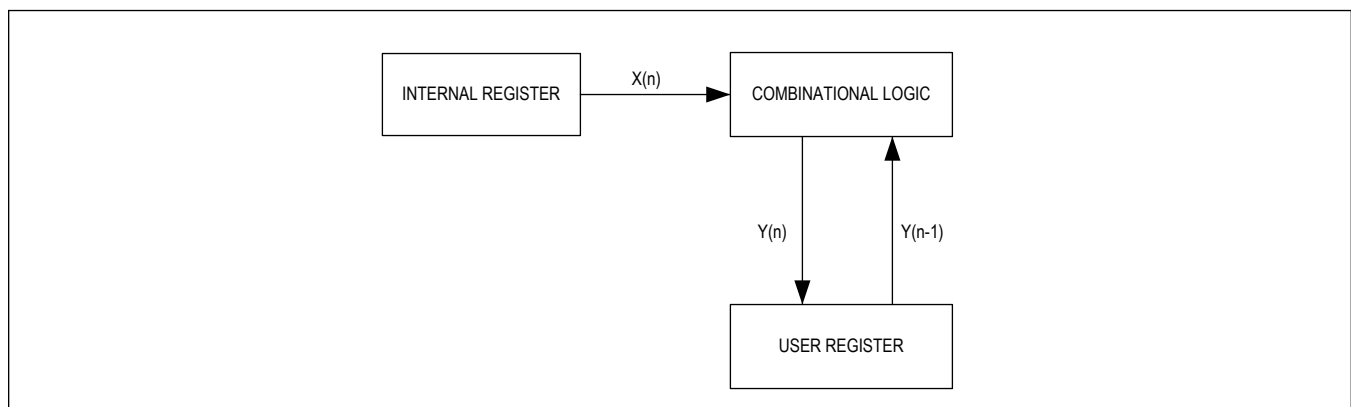 INTERNAL REGISTER
X(n)
COMBINATIONAL LOGIC
Y(n)
Y(n-1)
USER REGISTER